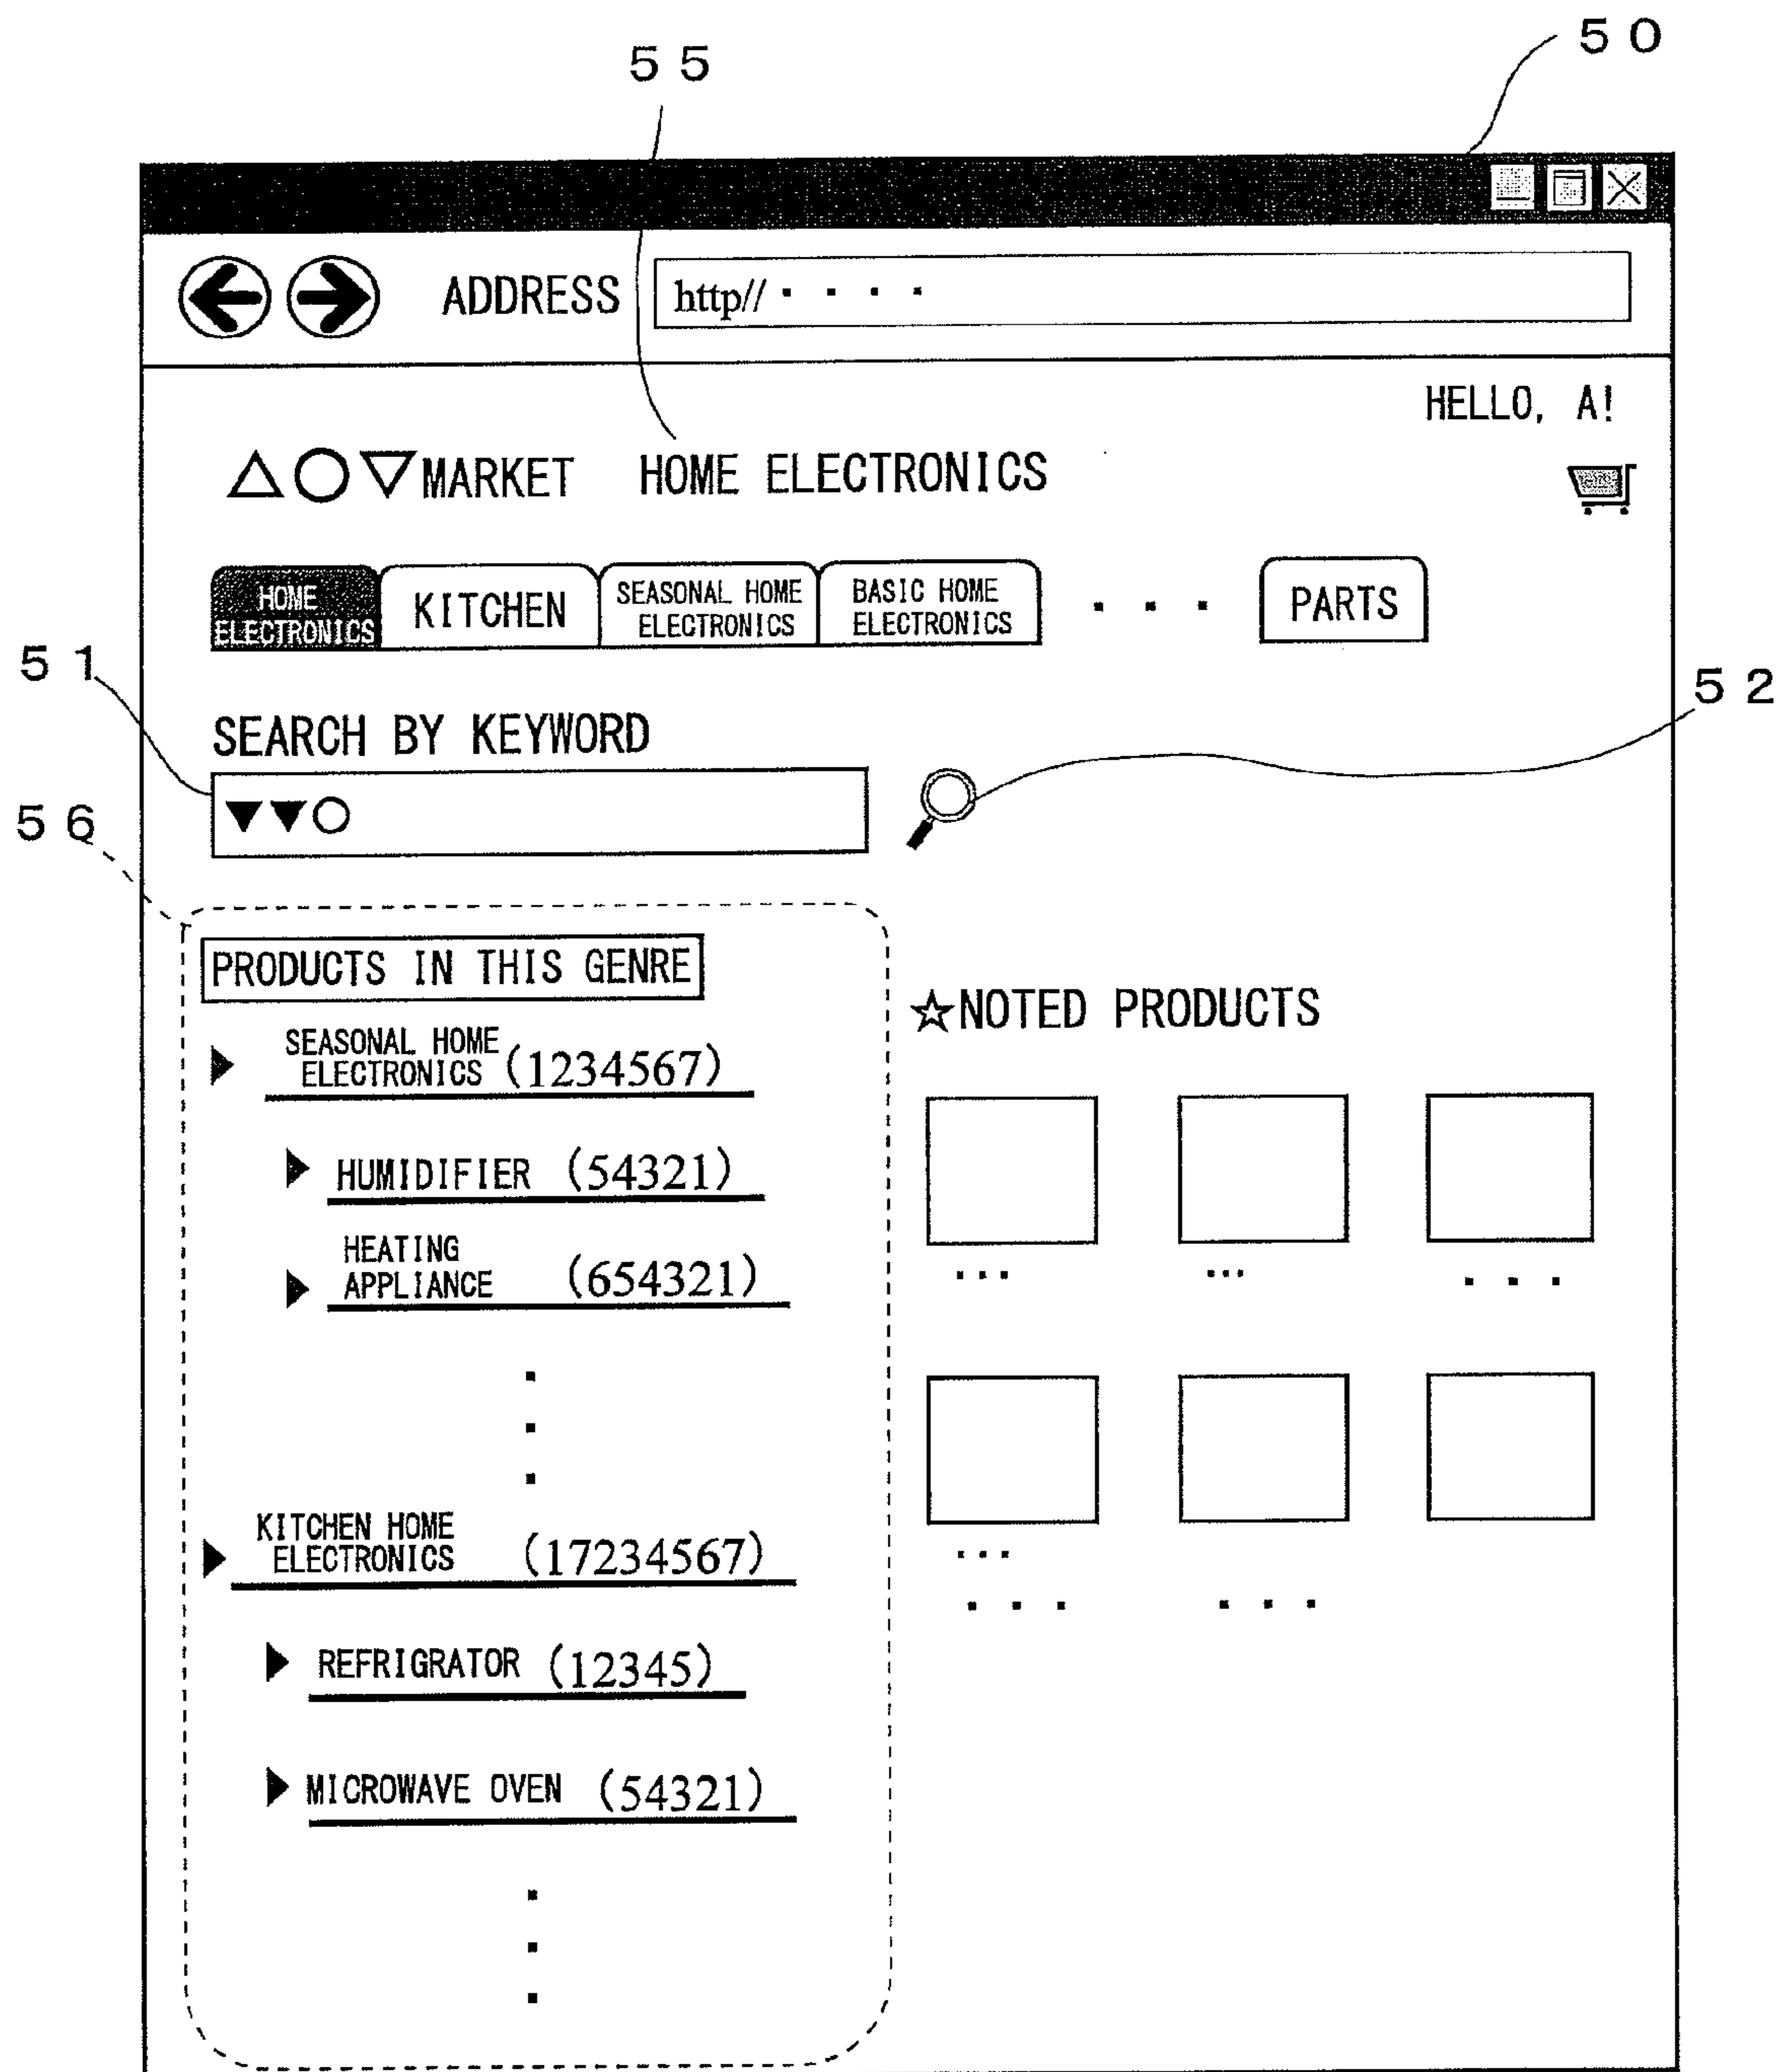 ５５
５０
ADDRESS http// ・ ・ ・ ・
HELLO, A!
△○▽MARKET HOME ELECTRONICS
HOME ELECTRONICS
KITCHEN
SEASONAL HOME ELECTRONICS
BASIC HOME ELECTRONICS
・ ・ ・
PARTS
５１
５２
SEARCH BY KEYWORD
▼▼○
５６
PRODUCTS IN THIS GENRE
☆NOTED PRODUCTS
SEASONAL HOME
ELECTRONICS (1234567)
HUMIDIFIER (54321)
HEATING
APPLIANCE (654321)
KITCHEN HOME
ELECTRONICS (17234567)
REFRIGRATOR (12345)
MICROWAVE OVEN (54321)